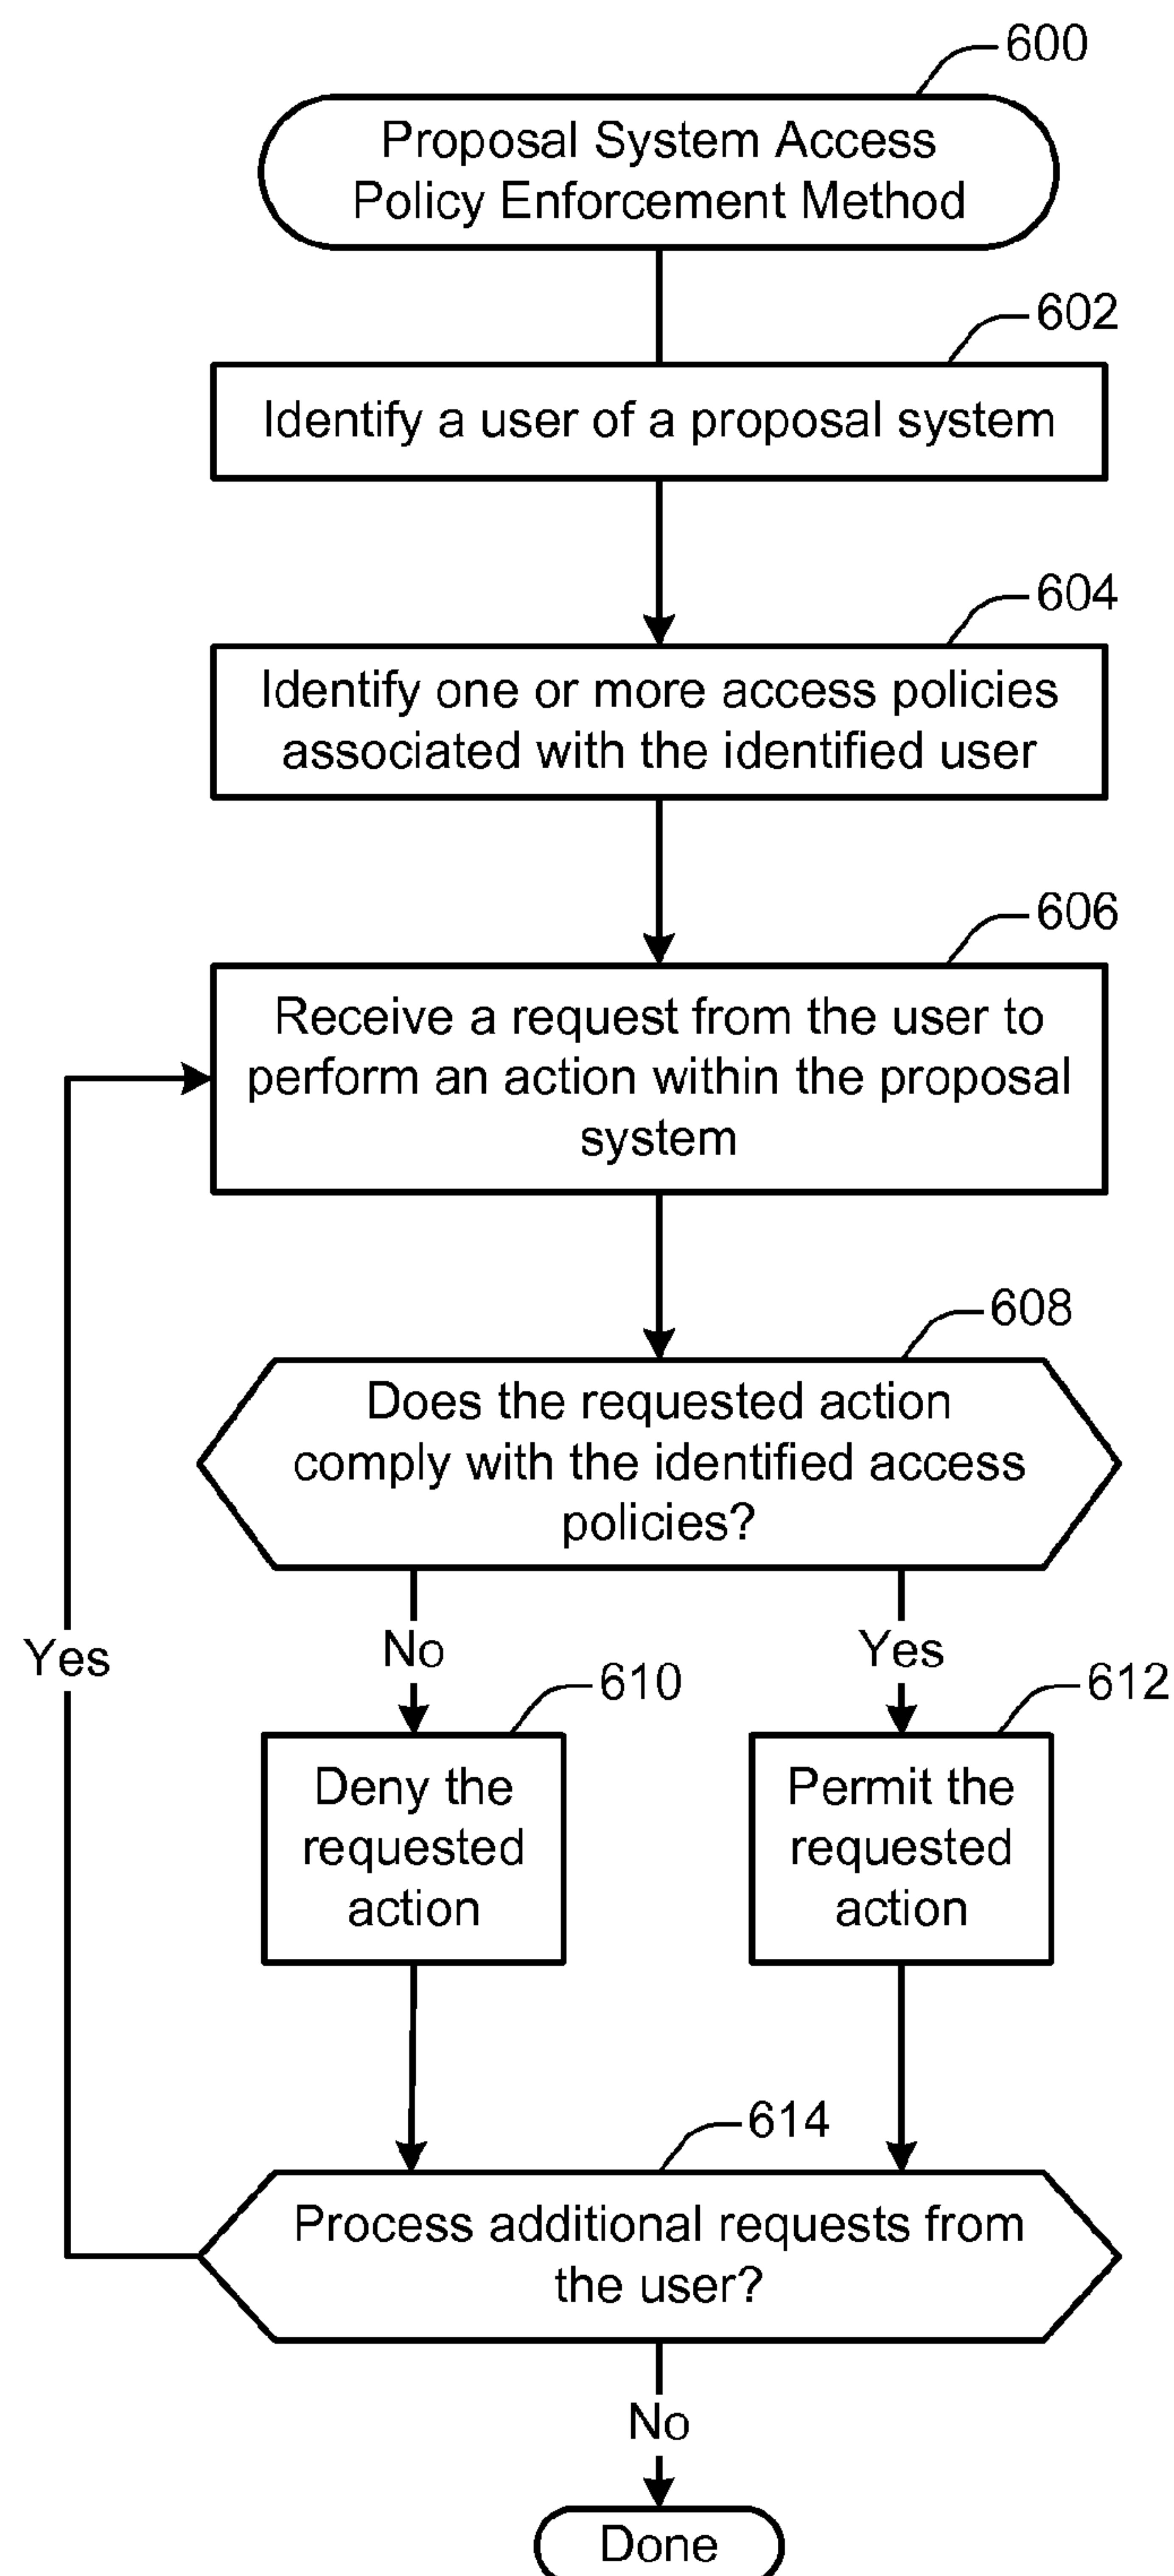 600
Proposal System Access
Policy Enforcement Method
602
Identify a user of a proposal system
604
Identify one or more access policies
associated with the identified user
606
Receive a request from the user to
perform an action within the proposal
system
608
Does the requested action
comply with the identified access
policies?
Yes
No
Yes
610
612
Deny the
requested
action
Permit the
requested
action
614
Process additional requests from
the user?
No
Done